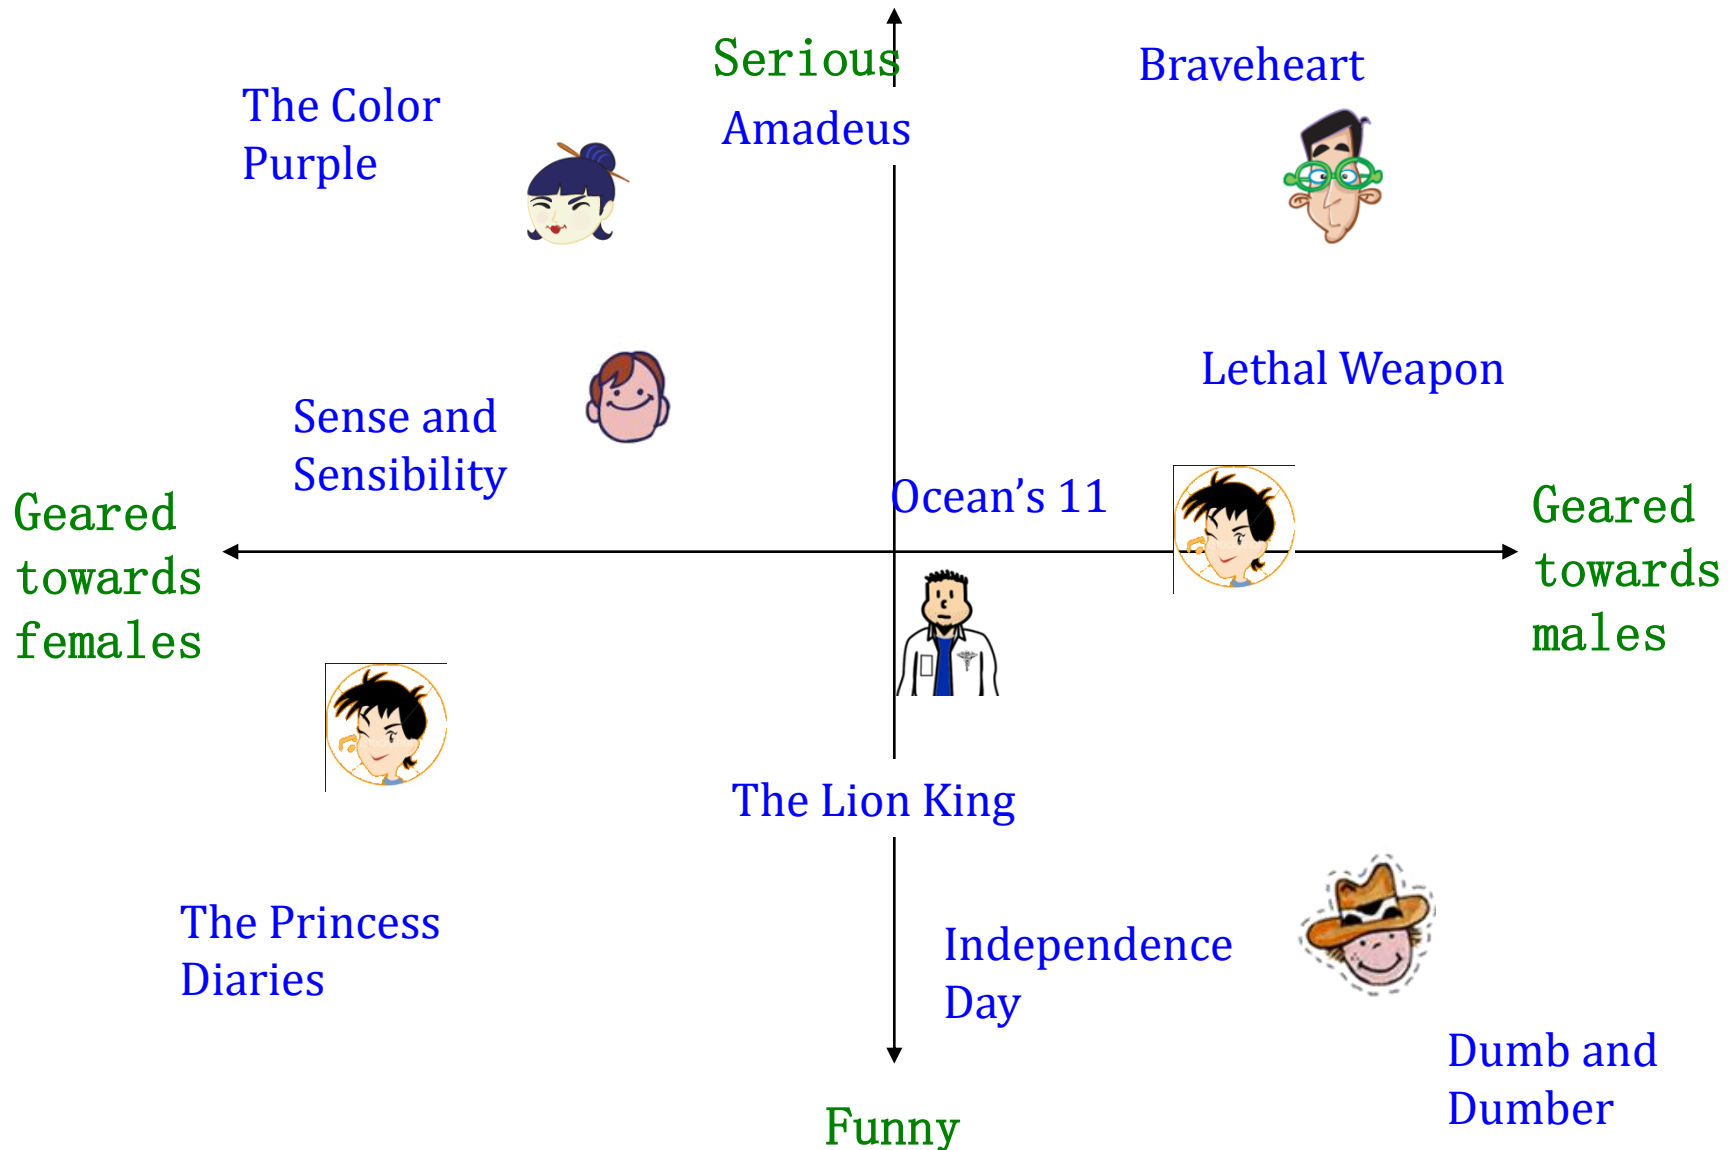 Serious
Braveheart
The Color
Purple
Amadeus
Lethal Weapon
Sense and
Sensibility
Ocean’s 11
Geared
towards
females
Geared
towards
males
The Lion King
The Princess
Diaries
Independence
Day
Dumb and
Dumber
Funny